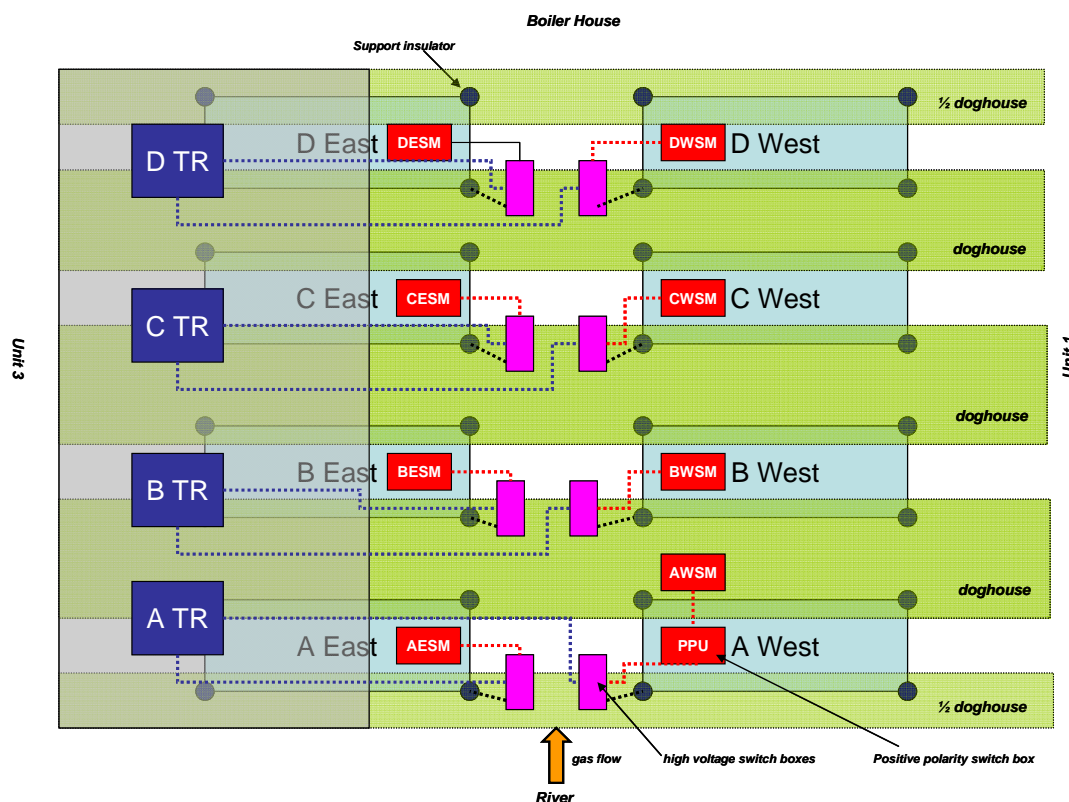 Boiler House
Support insulator
½ doghouse
D TR
D East
DESM
DWSM
D West
doghouse
C TR
C East
CESM
CWSM
C West
Unit 3
doghouse
B TR
B East
BESM
BWSM
B West
AWSM
doghouse
A TR
A East
AESM
PPU
A West
½ doghouse
gas flow
high voltage switch boxes
Positive polarity switch box
River